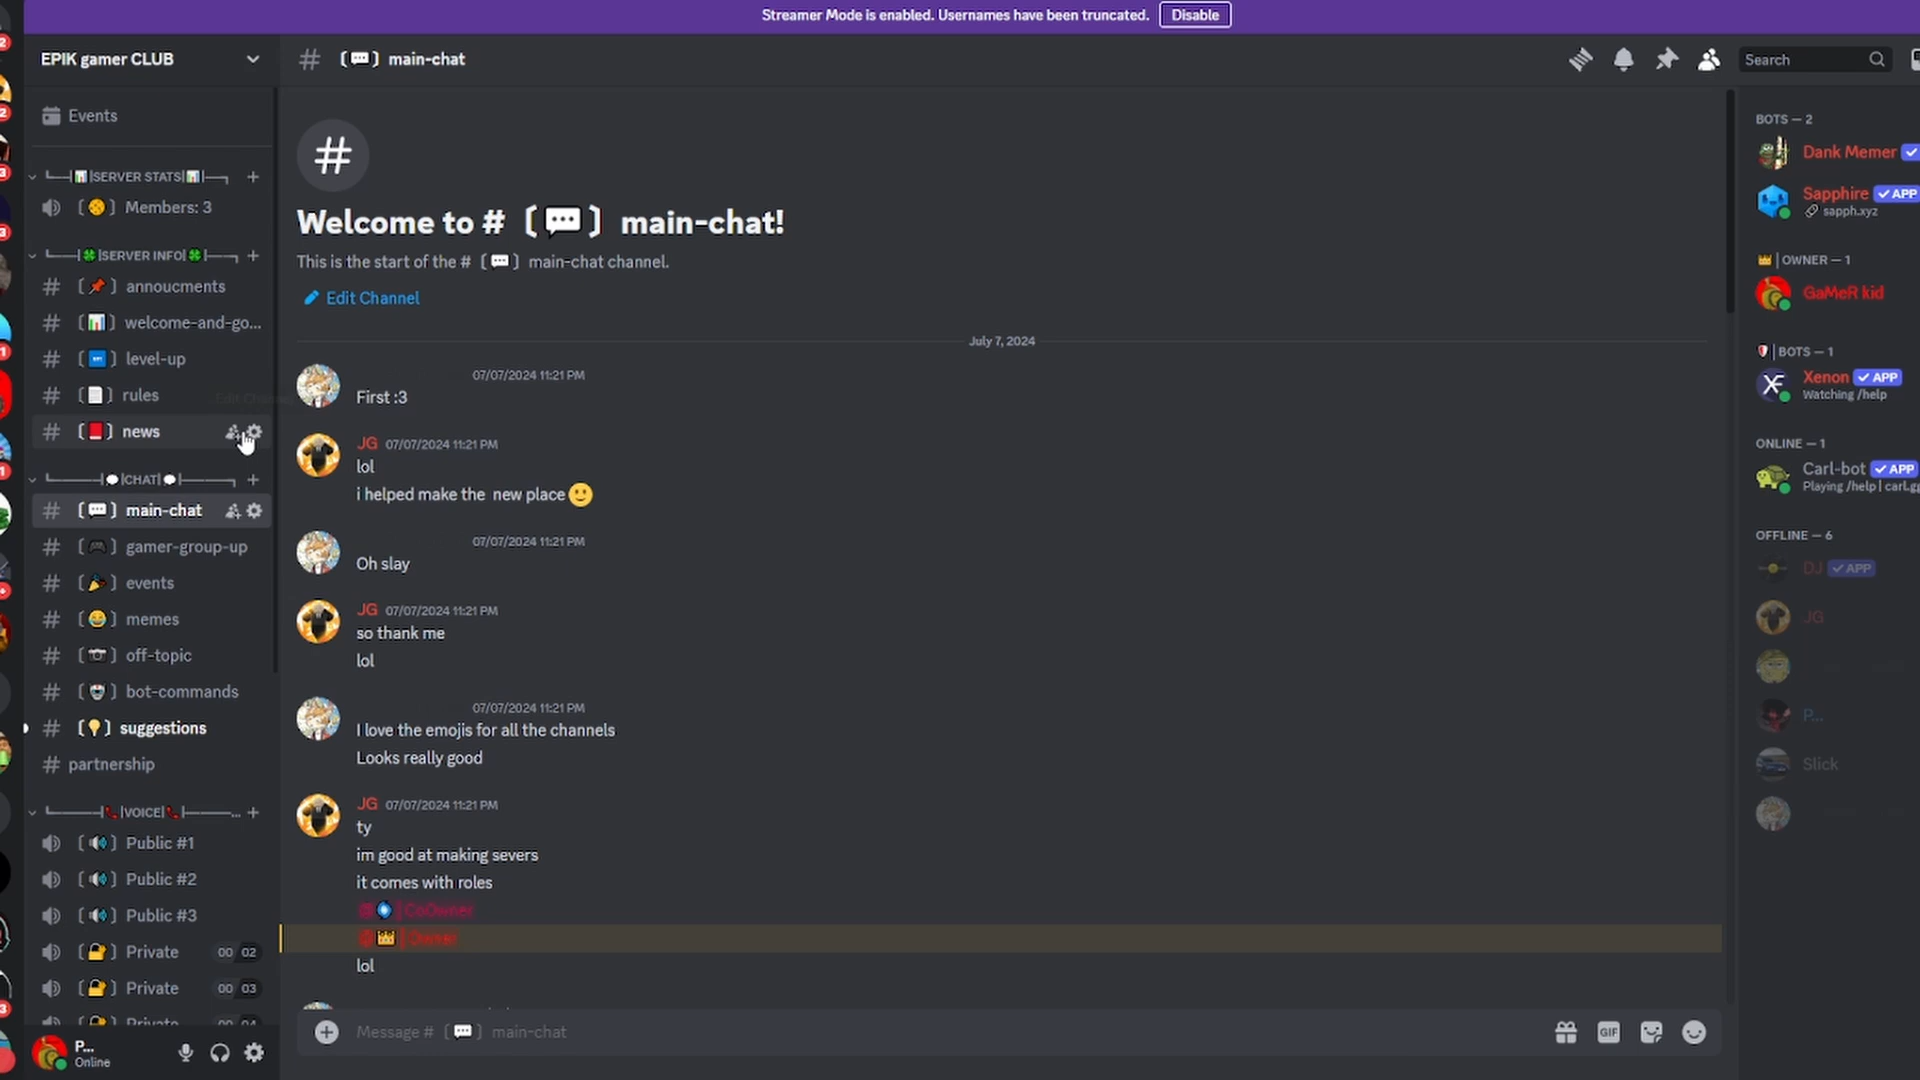 Streamer Mode is enabled. Usernames have been truncated. Disable
EPIK gamer CLUB
main-chat
Search
Events
SERVER STATS
Members: 3
SERVER INFO
annoucments
welcome-and-go...
level-up
rules
news
CHAT
main-chat
gamer-group-up
events
memes
off-topic
bot-commands
suggestions
partnership
VOICE
Public #1
Public #2
Public #3
Private 00 02
Private 00 03
Private 00 04
P...
Online
Welcome to # [💬] main-chat!
This is the start of the # [💬] main-chat channel.
Edit Channel
July 7, 2024
07/07/2024 11:21 PM
First :3
JG 07/07/2024 11:21 PM
lol
i helped make the new place🙂
07/07/2024 11:21 PM
Oh slay
JG 07/07/2024 11:21 PM
so thank me
lol
07/07/2024 11:21 PM
I love the emojis for all the channels
Looks really good
JG 07/07/2024 11:21 PM
ty
im good at making severs
it comes with roles
@ | CoOwner
@👑 | Owner
lol
Message # [💬] main-chat
GIF
BOTS — 2
Dank Memer
Sapphire APP
sapph.xyz
👑 | OWNER — 1
GaMeR kid
| BOTS — 1
Xenon APP
Watching /help
ONLINE — 1
Carl-bot APP
Playing /help | carl.gg
OFFLINE — 6
DJ APP
JG
P...
Slick